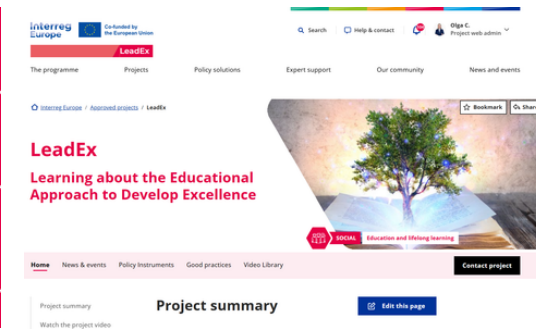 Interreg
Europe
Co-funded by
the European Union
LeadEx
Search
Help & contact
Olga C.
Project web admin
The programme
Projects
Policy solutions
Expert support
Our community
News and events
Interreg Europe / Approved projects / LeadEx
Bookmark
Share
LeadEx
Learning about the Educational
Approach to Develop Excellence
SOCIAL
Education and lifelong learning
Home
News & events
Policy Instruments
Good practices
Video Library
Contact project
Project summary
Watch the project video
Project summary
Edit this page